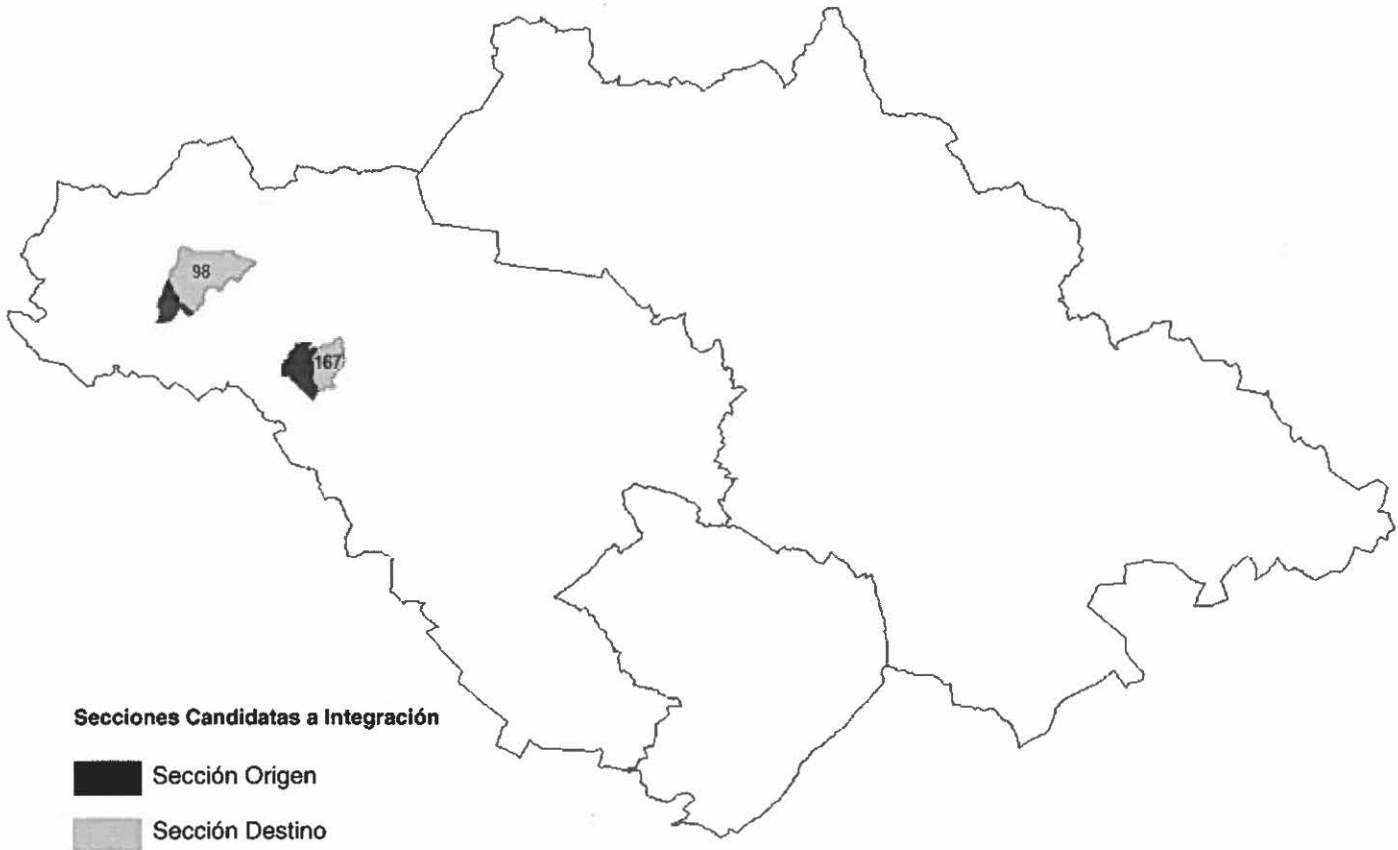 98
167
Secciones Candidatas a Integración
Sección Origen
Sección Destino